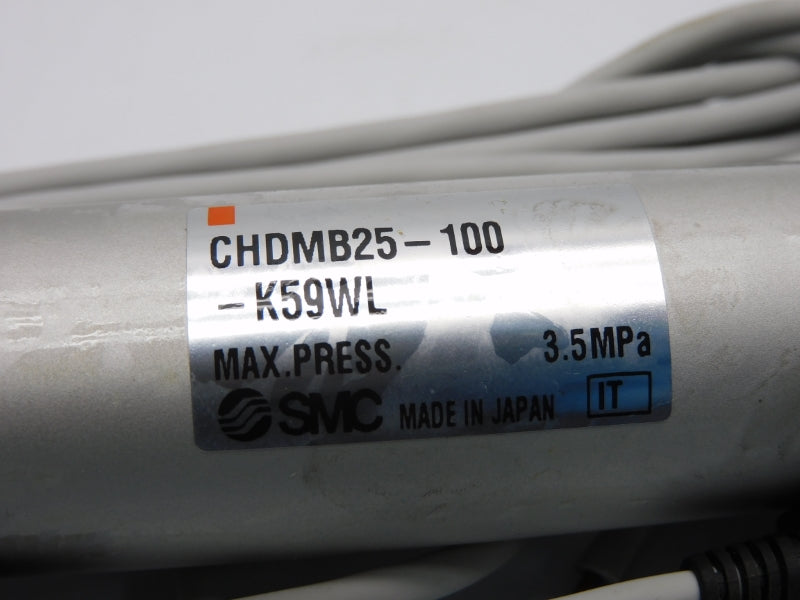 CHDMB25-100
-K59WL
MAX.PRESS. 3.5MPa
SMC MADE IN JAPAN IT